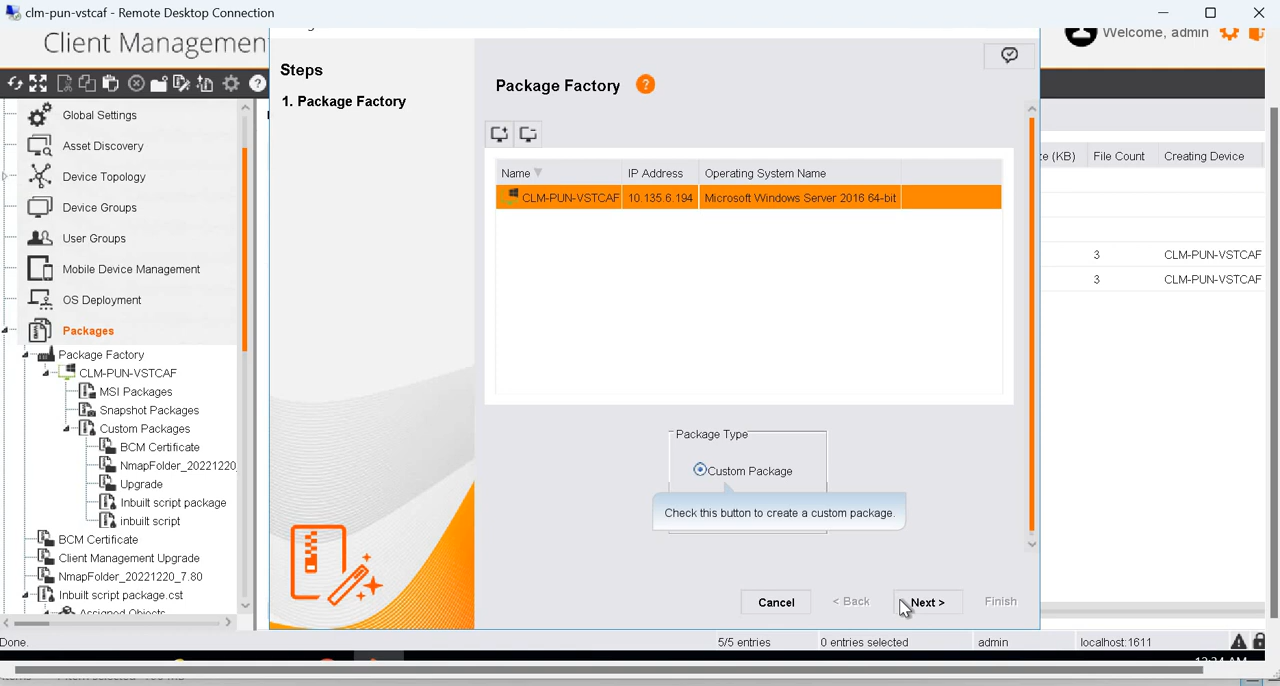 clm-pun-vstcaf - Remote Desktop Connection
Client Managemen
Welcome, admin
Steps
1. Package Factory
Package Factory
?
?
Name
IP Address
Operating System Name
CLM-PUN-VSTCAF
10.135.6.194
Microsoft Windows Server 2016 64-bit
ze (KB)
File Count
Creating Device
3
CLM-PUN-VSTCAF
3
CLM-PUN-VSTCAF
Global Settings
Asset Discovery
Device Topology
Device Groups
User Groups
Mobile Device Management
OS Deployment
Packages
Package Factory
CLM-PUN-VSTCAF
MSI Packages
Snapshot Packages
Custom Packages
BCM Certificate
NmapFolder_20221220
Upgrade
Inbuilt script package
inbuilt script
BCM Certificate
Client Management Upgrade
NmapFolder_20221220_7.80
Inbuilt script package.cst
Assigned Objects
Package Type
Custom Package
Check this button to create a custom package.
Cancel
< Back
Next >
Finish
Done.
5/5 entries
0 entries selected
admin
localhost:1611